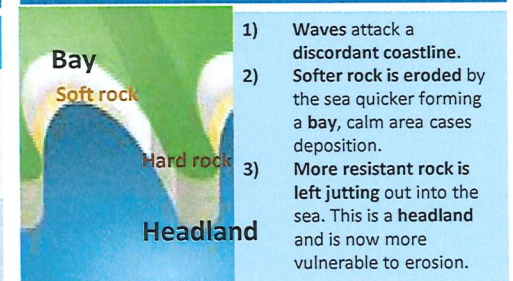 Bay
Soft rock
Hard rock
Headland
1) Waves attack a
discordant coastline.
2) Softer rock is eroded by
the sea quicker forming
a bay, calm area cases
deposition.
3) More resistant rock is
left jutting out into the
sea. This is a headland
and is now more
vulnerable to erosion.